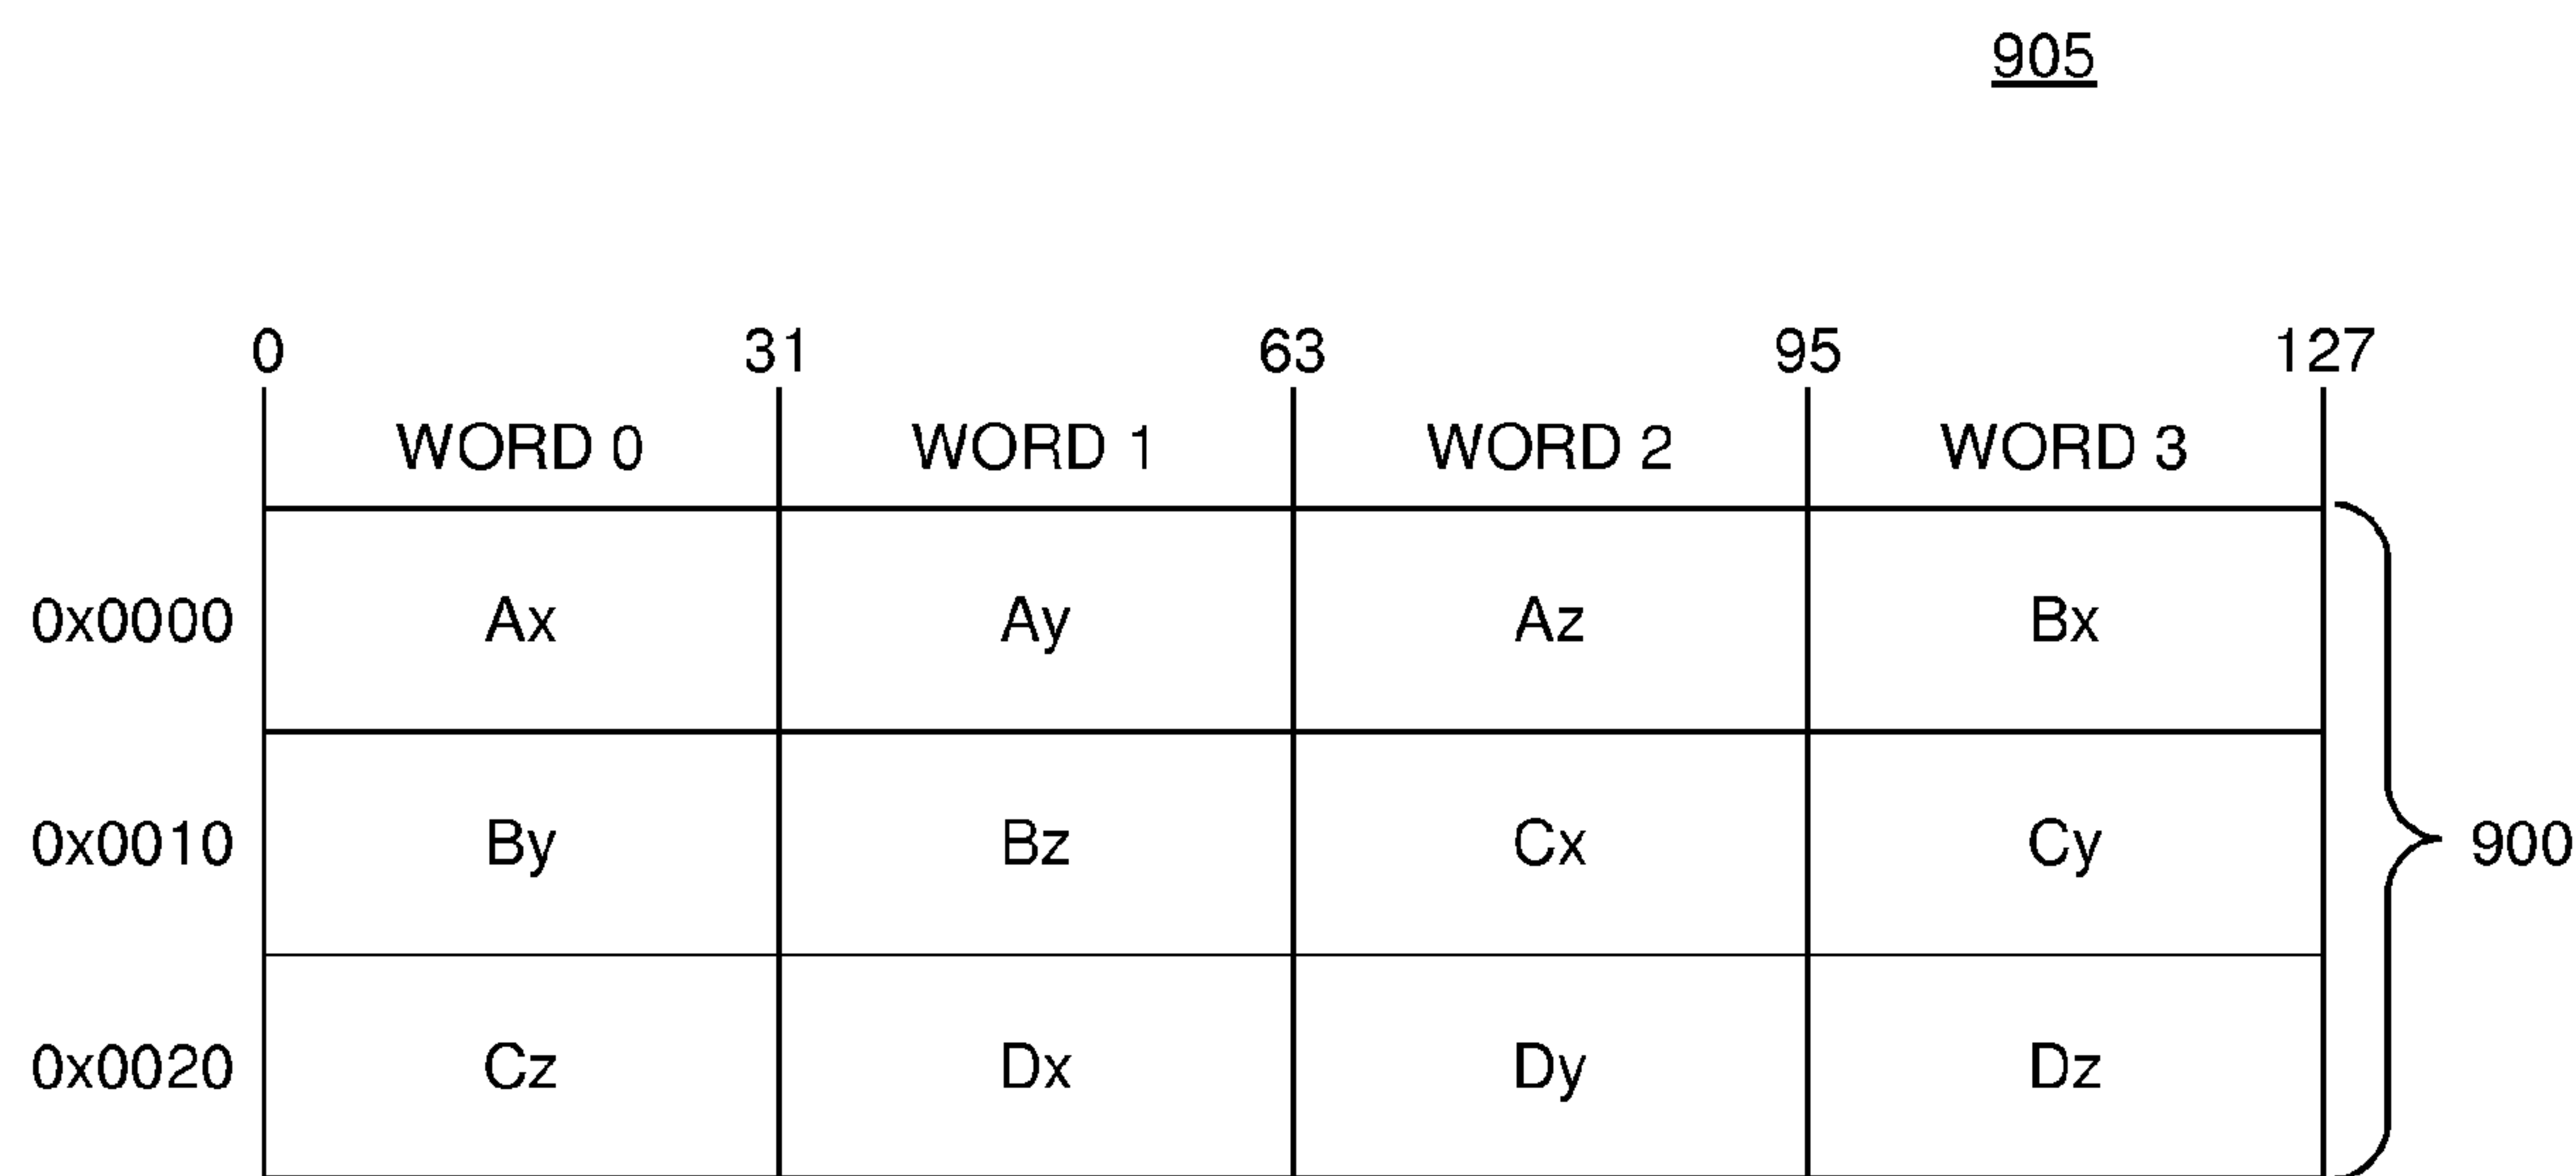 905
0 31 63 95 127
WORD 0 WORD 1 WORD 2 WORD 3
0x0000 Ax Ay Az Bx
0x0010 By Bz Cx Cy 900
0x0020 Cz Dx Dy Dz